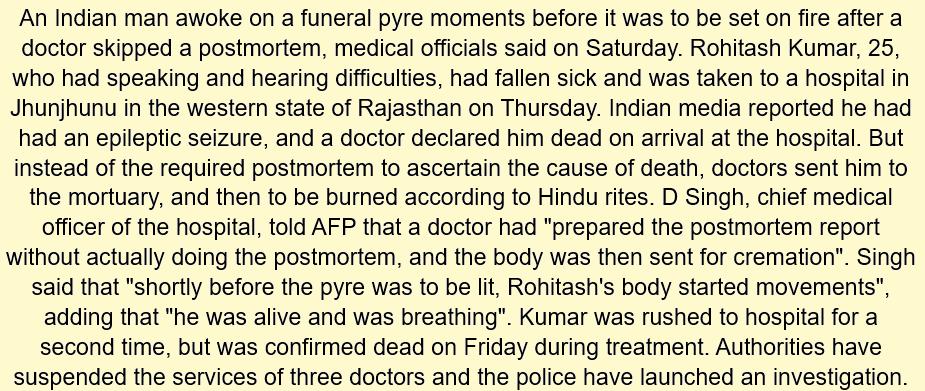 An Indian man awoke on a funeral pyre moments before it was to be set on fire after a
doctor skipped a postmortem, medical officials said on Saturday. Rohitash Kumar, 25,
who had speaking and hearing difficulties, had fallen sick and was taken to a hospital in
Jhunjhunu in the western state of Rajasthan on Thursday. Indian media reported he had
had an epileptic seizure, and a doctor declared him dead on arrival at the hospital. But
instead of the required postmortem to ascertain the cause of death, doctors sent him to
the mortuary, and then to be burned according to Hindu rites. D Singh, chief medical
officer of the hospital, told AFP that a doctor had "prepared the postmortem report
without actually doing the postmortem, and the body was then sent for cremation". Singh
said that "shortly before the pyre was to be lit, Rohitash's body started movements",
adding that "he was alive and was breathing". Kumar was rushed to hospital for a
second time, but was confirmed dead on Friday during treatment. Authorities have
suspended the services of three doctors and the police have launched an investigation.